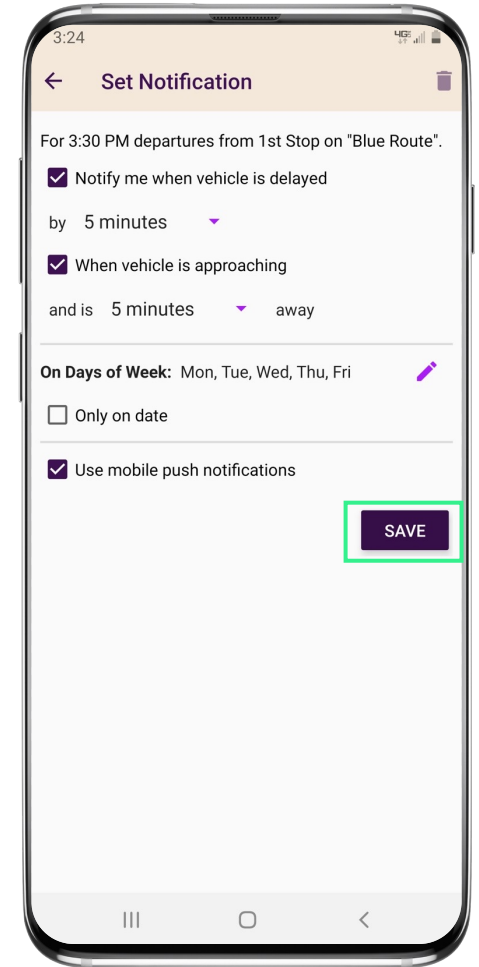 3:24
4GE
Set Notification
For 3:30 PM departures from 1st Stop on "Blue Route".
Notify me when vehicle is delayed
by 5 minutes
When vehicle is approaching
and is 5 minutes away
On Days of Week: Mon, Tue, Wed, Thu, Fri
Only on date
Use mobile push notifications
SAVE